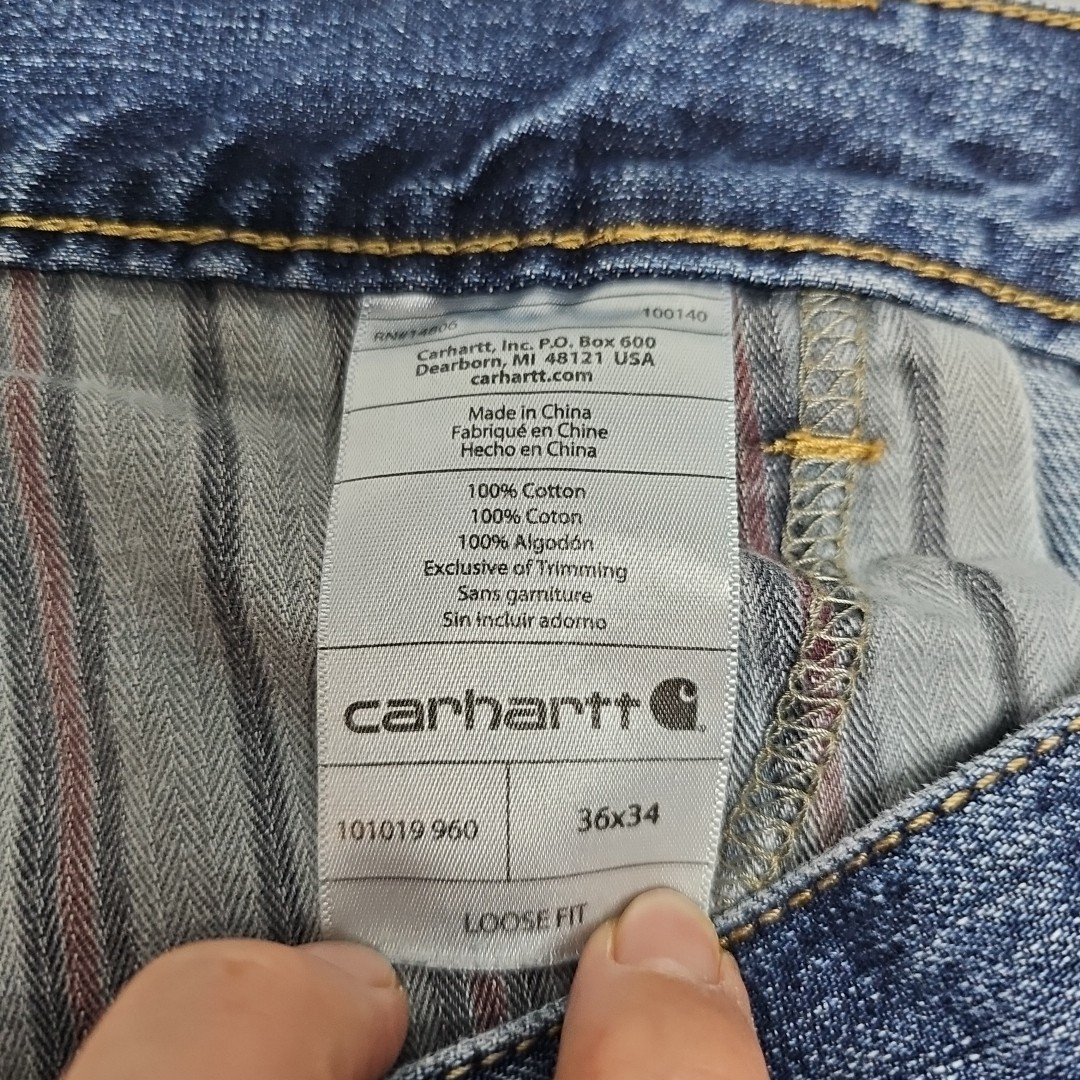 RN#14806 100140
Carhartt, Inc. P.O. Box 600
Dearborn, MI 48121 USA
carhartt.com
Made in China
Fabriqué en Chine
Hecho en China
100% Cotton
100% Coton
100% Algodón
Exclusive of Trimming
Sans garniture
Sin incluir adorno
carhartt
101019 960 36x34
LOOSE FIT